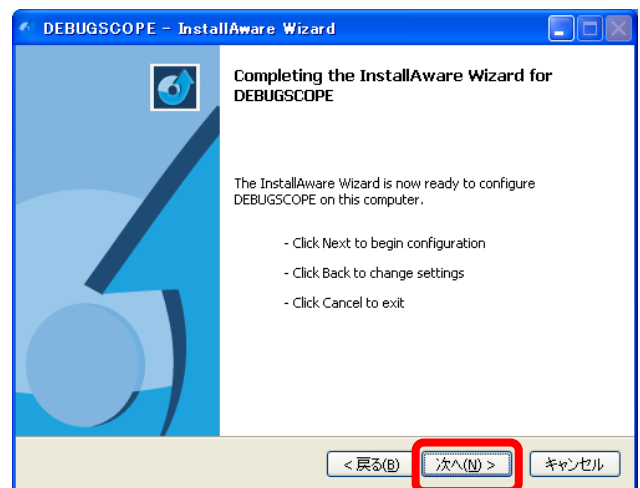 DEBUGSCOPE - InstallAware Wizard
Completing the InstallAware Wizard for
DEBUGSCOPE
The InstallAware Wizard is now ready to configure
DEBUGSCOPE on this computer.
- Click Next to begin configuration
- Click Back to change settings
- Click Cancel to exit
< 戻る(B)
次へ(N) >
キャンセル